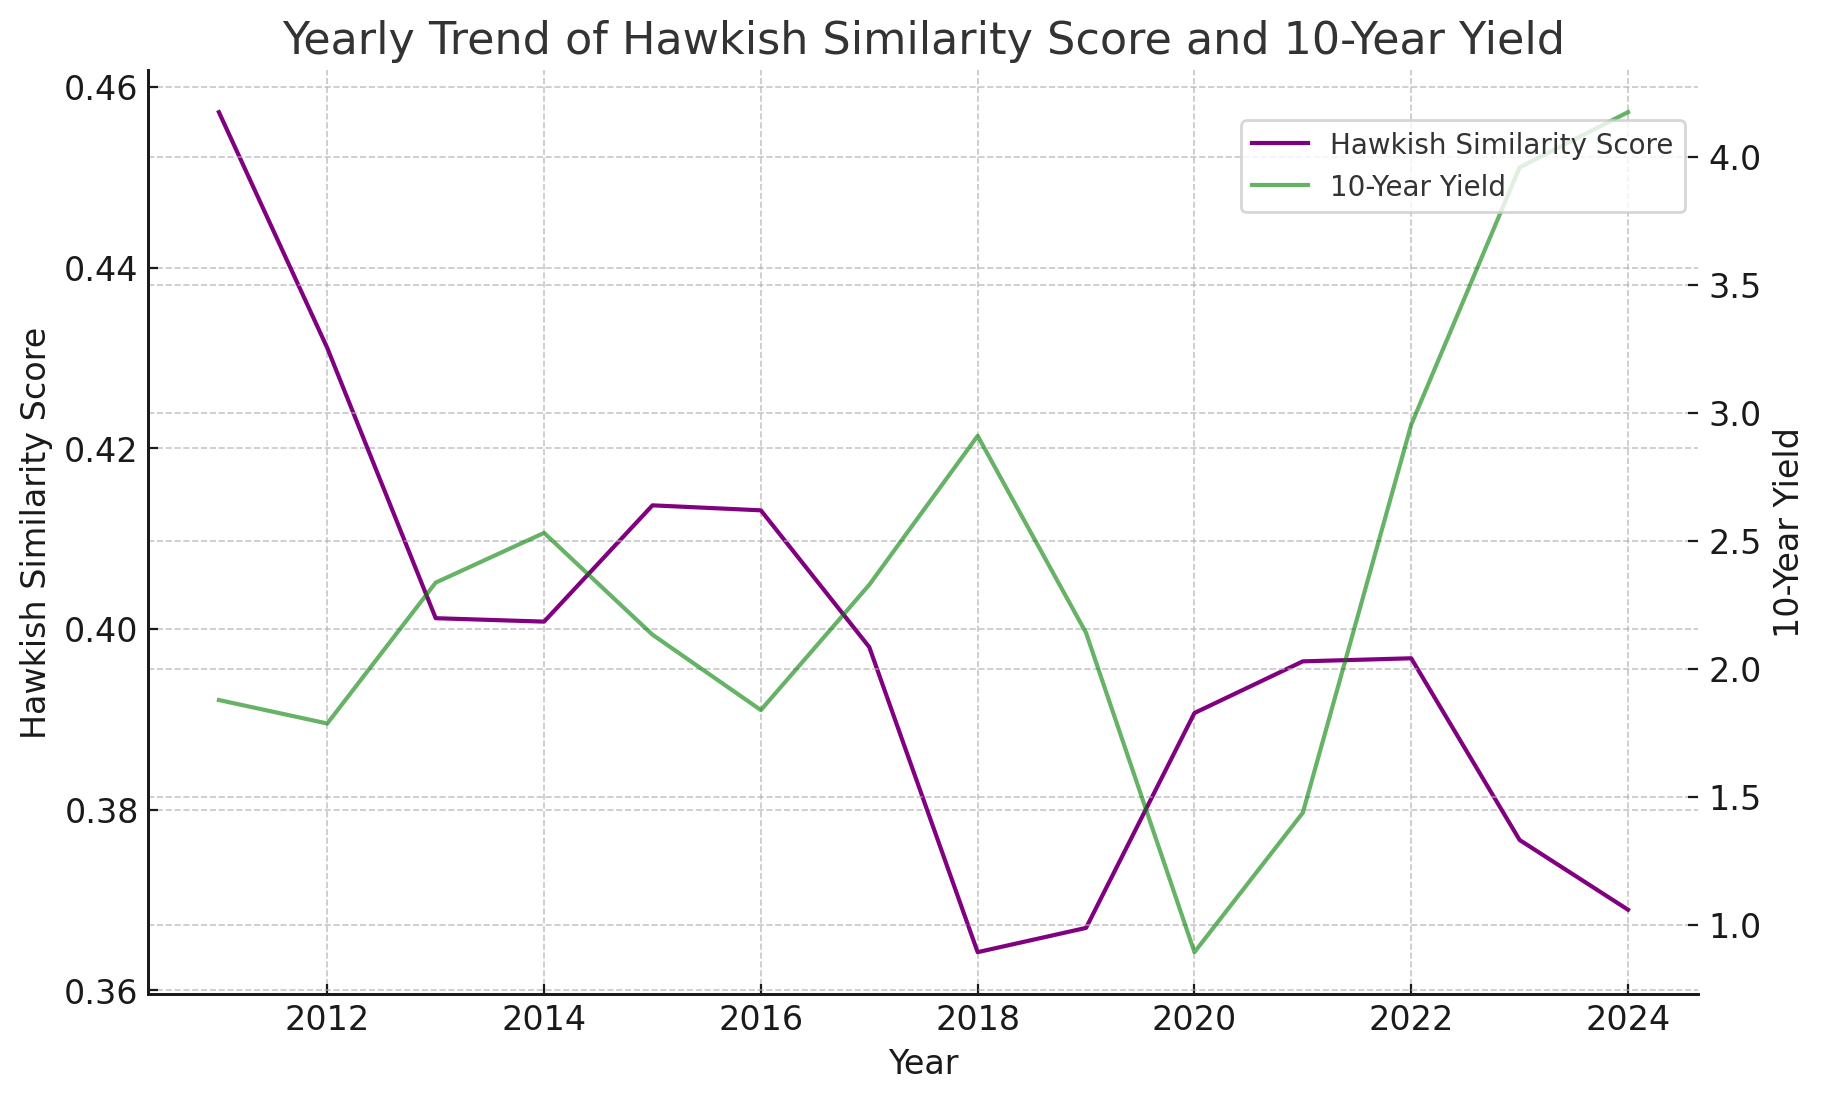 Yearly Trend of Hawkish Similarity Score and 10-Year Yield
Hawkish Similarity Score
0.46
0.44
0.42
0.40
0.38
0.36
Hawkish Similarity Score
10-Year Yield
4.0
3.5
3.0
2.5
2.0
1.5
1.0
10-Year Yield
2012 2014 2016 2018 2020 2022 2024
Year